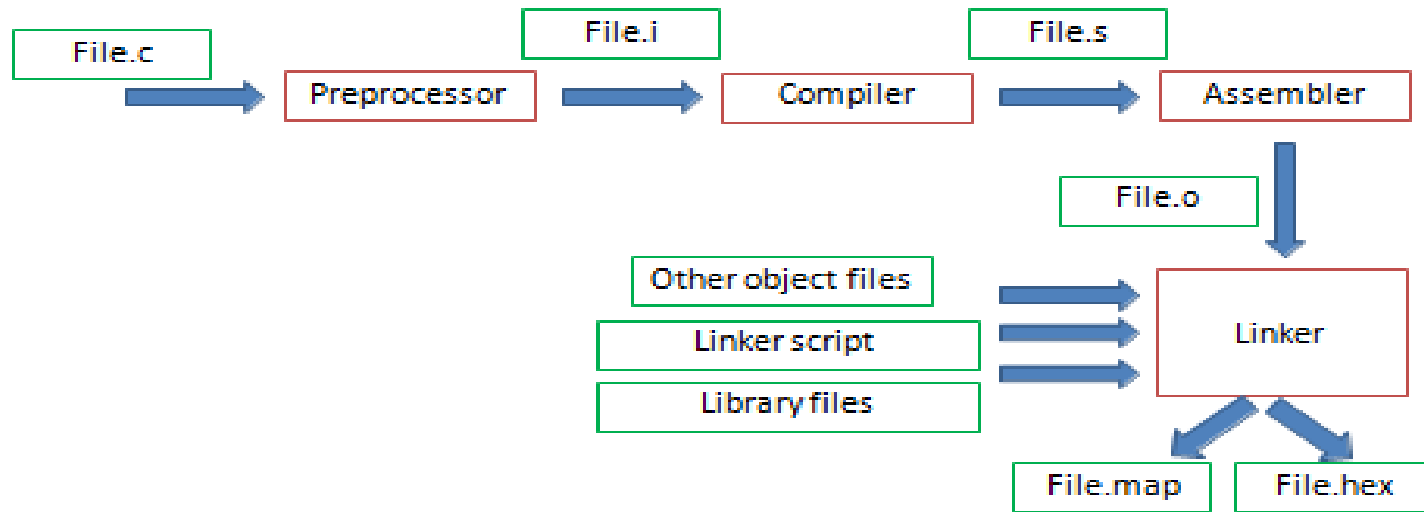 File.c
File.i
File.s
Preprocessor
Compiler
Assembler
File.o
Other object files
Linker script
Library files
Linker
File.map
File.hex